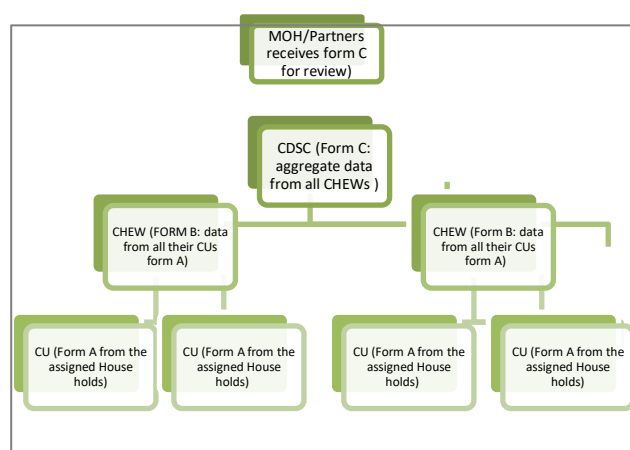 MOH/Partners
receives form C
for review)
CDSC (Form C:
aggregate data
from all CHEWs )
CHEW (FORM B: data
from all their CUs
form A)
CHEW (Form B: data
from all their CUs
form A)
CU (Form A from the
assigned House
holds)
CU (Form A from the
assigned House
holds)
CU (Form A from the
assigned House
holds)
CU (Form A from the
assigned House
holds)